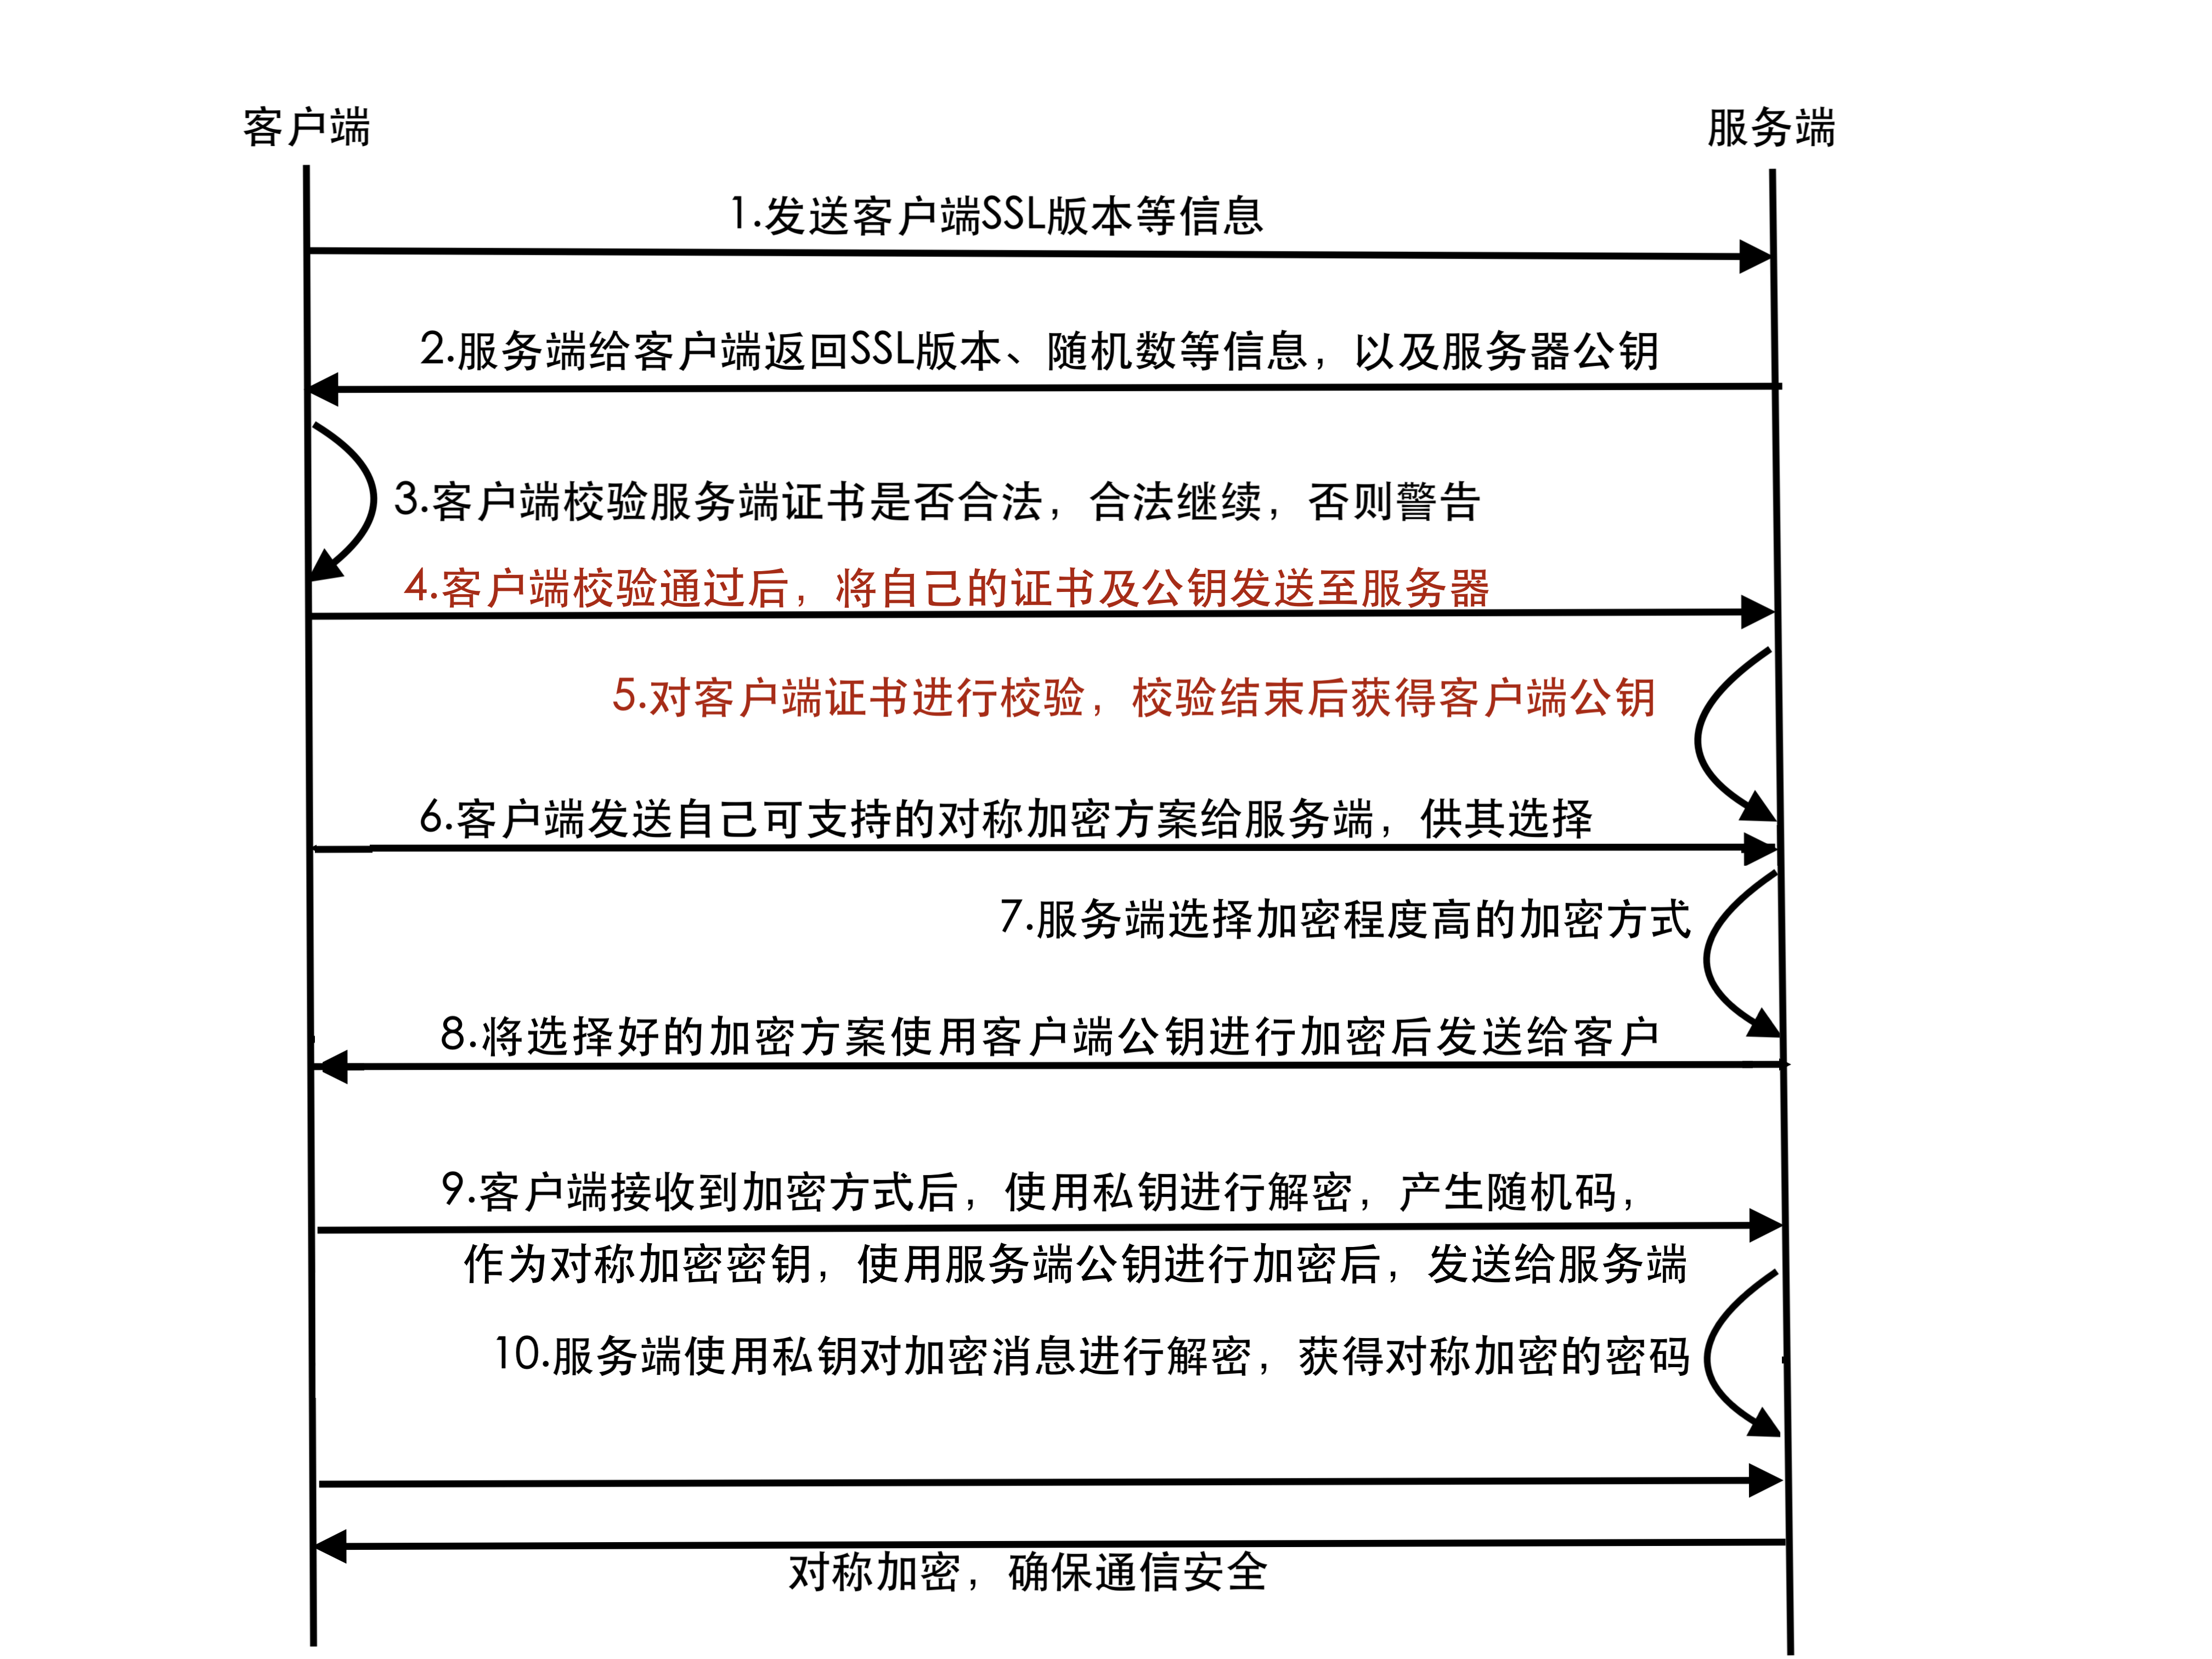 客户端
服务端
1.发送客户端SSL版本等信息
2.服务端给客户端返回SSL版本、随机数等信息，以及服务器公钥
3.客户端校验服务端证书是否合法，合法继续，否则警告
4.客户端校验通过后，将自己的证书及公钥发送至服务器
5.对客户端证书进行校验，校验结束后获得客户端公钥
6.客户端发送自己可支持的对称加密方案给服务端，供其选择
7.服务端选择加密程度高的加密方式
8.将选择好的加密方案使用客户端公钥进行加密后发送给客户
9.客户端接收到加密方式后，使用私钥进行解密，产生随机码，
作为对称加密密钥，使用服务端公钥进行加密后，发送给服务端
10.服务端使用私钥对加密消息进行解密，获得对称加密的密码
对称加密，确保通信安全